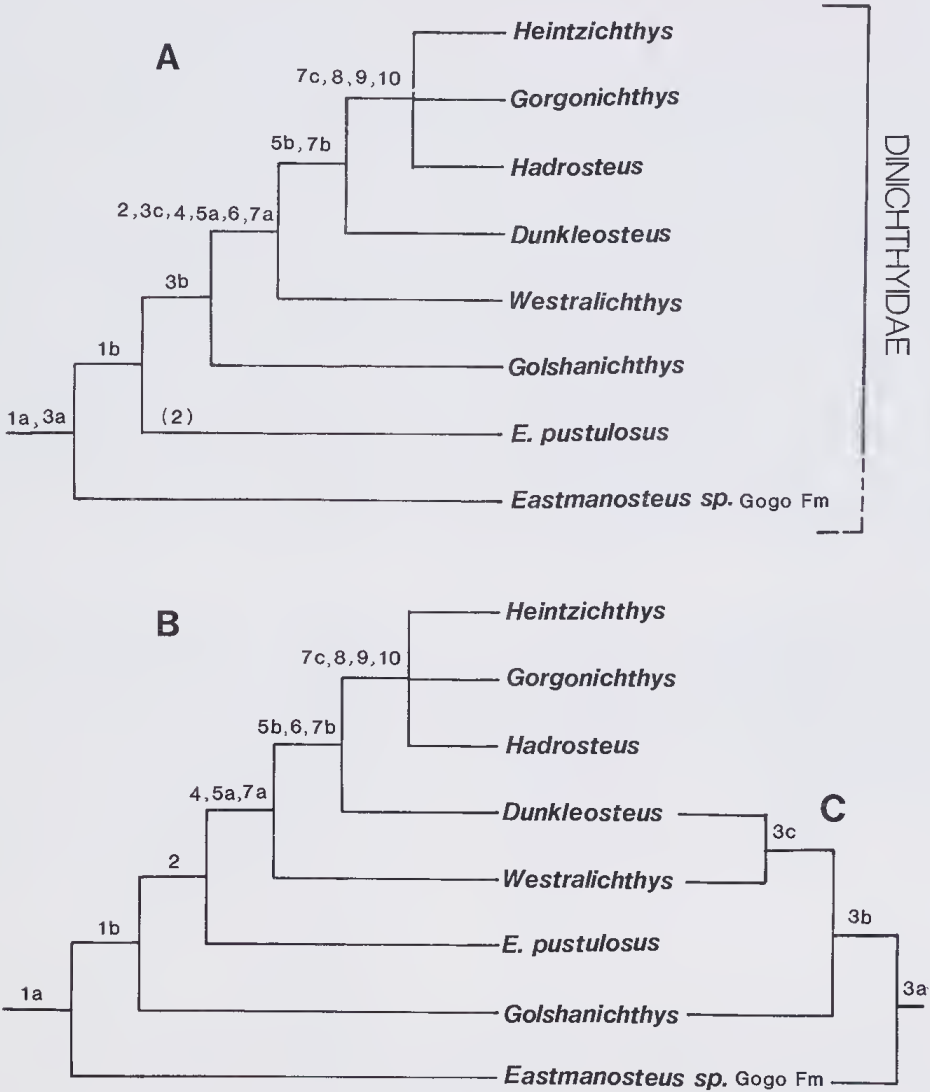 A
Heintzichthys
7c, 8, 9, 10
Gorgonichthys
5b, 7b
Hadrosteus
2, 3c, 4, 5a, 6, 7a
Dunkleosteus
3b
Westralichthys
1b
Golshanichthys
1a, 3a
(2)
E. pustulosus
Eastmanosteus sp. Gogo Fm
DINICHTHYIDAE
B
Heintzichthys
7c, 8, 9, 10
Gorgonichthys
5b, 6, 7b
Hadrosteus
4, 5a, 7a
Dunkleosteus
C
3c
2
Westralichthys
1b
E. pustulosus
3b
1a
Golshanichthys
3a
Eastmanosteus sp. Gogo Fm